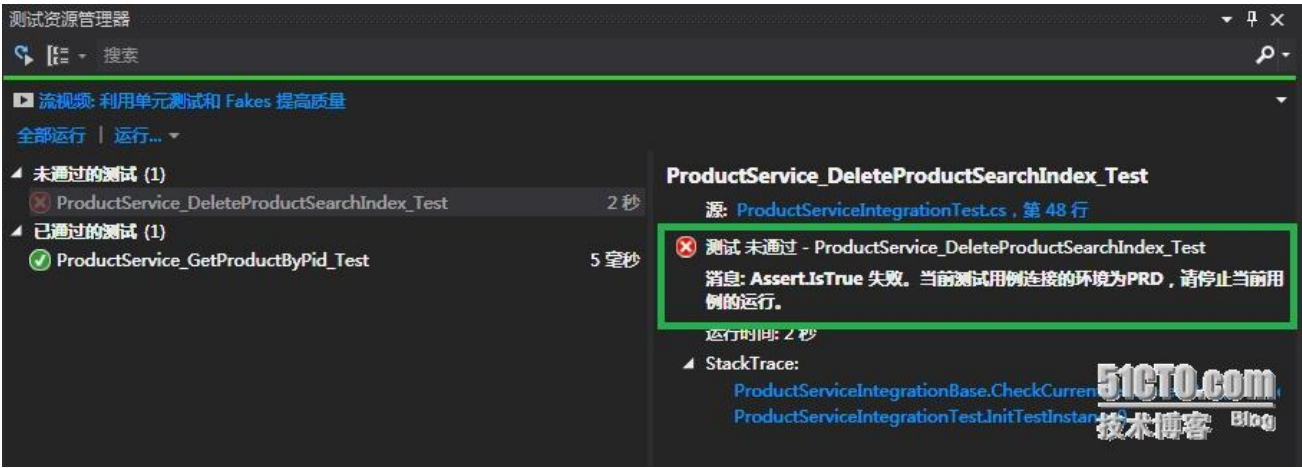 测试资源管理器
搜索
流视频: 利用单元测试和 Fakes 提高质量
全部运行 | 运行...
未通过的测试 (1)
ProductService_DeleteProductSearchIndex_Test 2 秒
已通过的测试 (1)
ProductService_GetProductByPid_Test 5 毫秒
ProductService_DeleteProductSearchIndex_Test
源: ProductServiceIntegrationTest.cs，第 48 行
测试 未通过 - ProductService_DeleteProductSearchIndex_Test
消息: Assert.IsTrue 失败。当前测试用例连接的环境为PRD，请停止当前用
例的运行。
运行时间: 2 秒
StackTrace:
ProductServiceIntegrationBase.CheckCurren
ProductServiceIntegrationTest.InitTestInstan
51CTO.com
技术博客 Blog